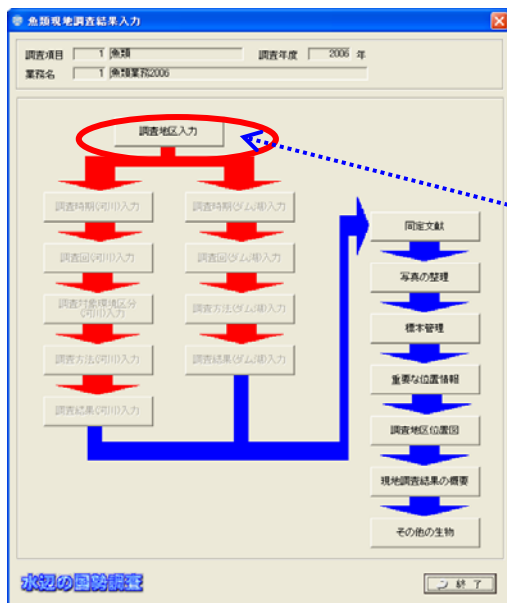 魚類現地調査結果入力
調査項目 1 魚類 調査年度 2006 年
業務名 1 魚類業務2006
調査地区入力
調査時期(河川)入力
調査回(河川)入力
調査対象環境区分(河川)入力
調査方法(河川)入力
調査結果(河川)入力
調査時期(ダム湖)入力
調査回(ダム湖)入力
調査方法(ダム湖)入力
調査結果(ダム湖)入力
同定文献
写真の整理
標本管理
重要な位置情報
調査地区位置図
現地調査結果の概要
その他の生物
水辺の国勢調査
終 了